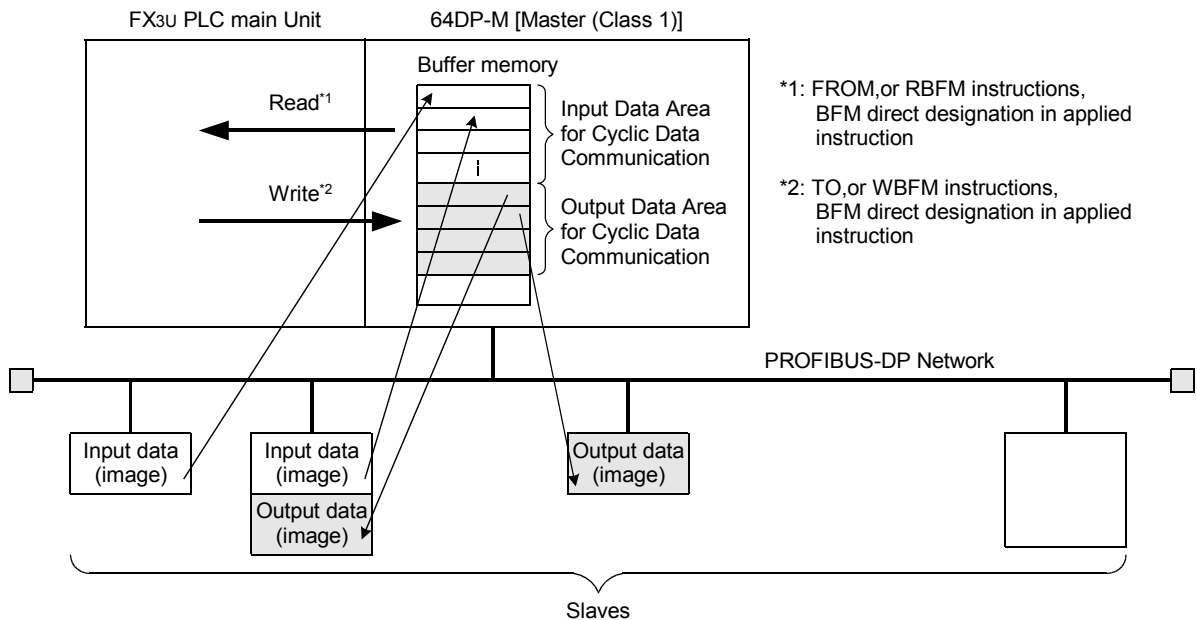 FX3U PLC main Unit
64DP-M [Master (Class 1)]
Buffer memory
Read*1
Write*2
Input Data Area
for Cyclic Data
Communication
Output Data Area
for Cyclic Data
Communication
*1: FROM,or RBFM instructions,
BFM direct designation in applied
instruction
*2: TO,or WBFM instructions,
BFM direct designation in applied
instruction
PROFIBUS-DP Network
Input data
(image)
Input data
(image)
Output data
(image)
Output data
(image)
Slaves